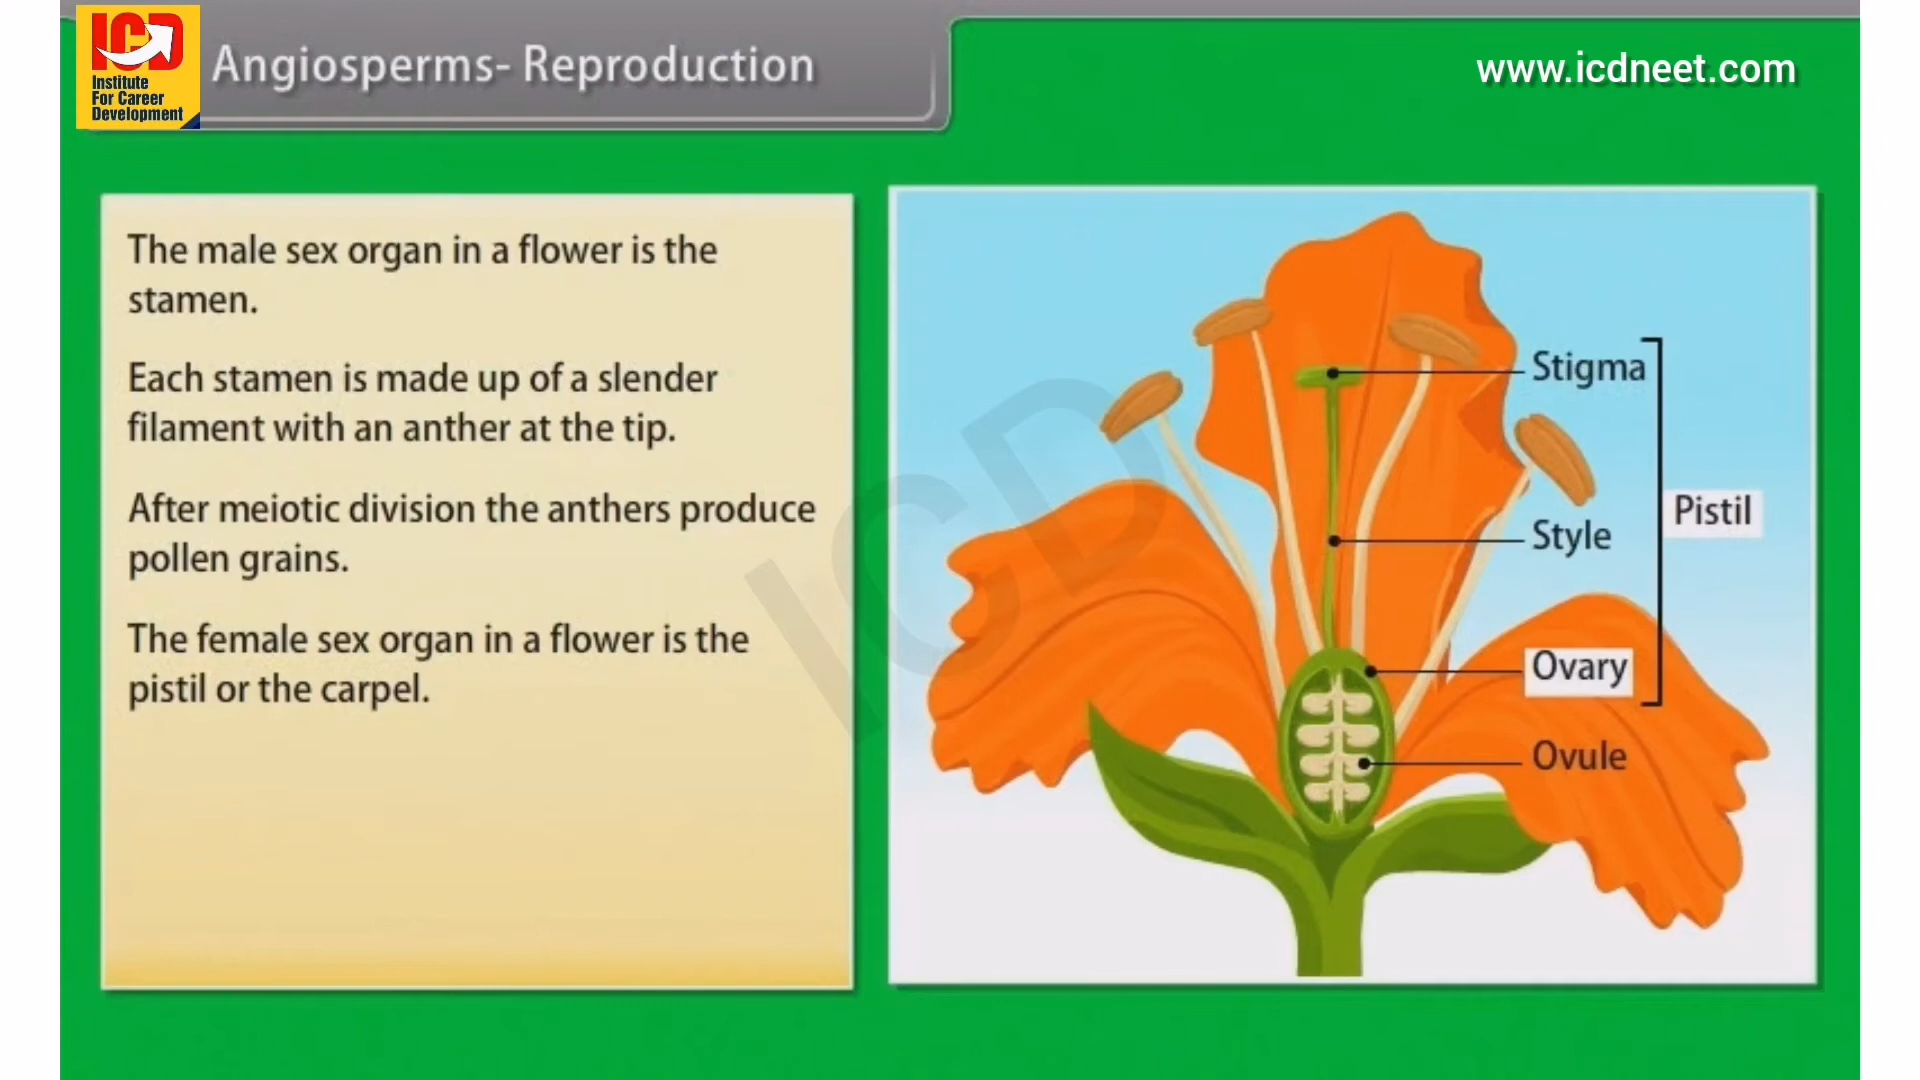 ICD
Institute
For Career
Development
Angiosperms- Reproduction
www.icdneet.com
The male sex organ in a flower is the
stamen.
Each stamen is made up of a slender
filament with an anther at the tip.
After meiotic division the anthers produce
pollen grains.
The female sex organ in a flower is the
pistil or the carpel.
Stigma
Style
Pistil
Ovary
Ovule
ICD